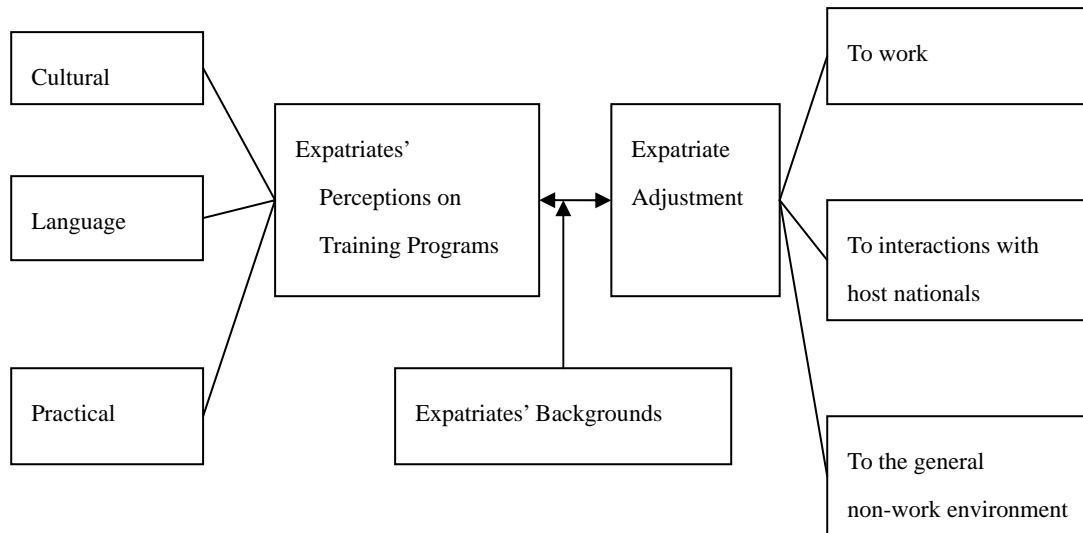 Cultural
Language
Practical
Expatriates’
Perceptions on
Training Programs
Expatriates’ Backgrounds
Expatriate
Adjustment
To work
To interactions with
host nationals
To the general
non-work environment